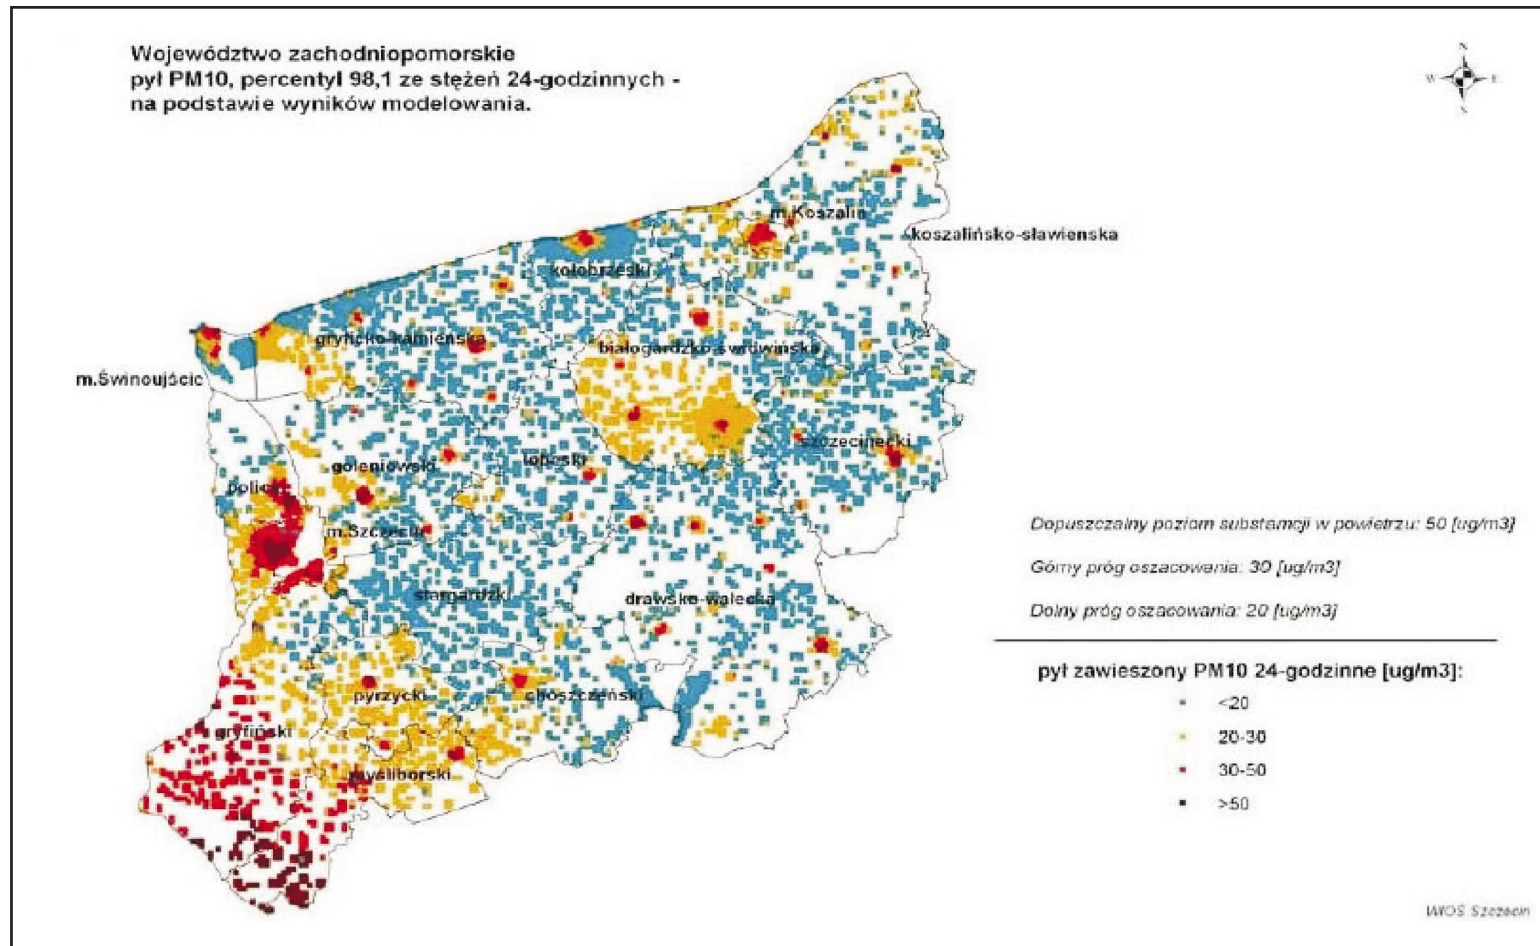 Województwo zachodniopomorskie
pył PM10, percentyl 98,1 ze stężeń 24-godzinnych -
na podstawie wyników modelowania.
N
W
E
N
m.Koszalin
koszalińsko-sławienska
kołobrzeski
gryficko-kamieńska
białogardzko-świdwińska
m.Świnoujście
szczecinecki
goleniowski
łobeski
policki
m.Szczecin
Dopuszczalny poziom substamcji w powietrzu: 50 [ug/m3]
Górny próg oszacowania: 30 [ug/m3]
stargardzki
drawsko-wałecka
Dolny próg oszacowania: 20 [ug/m3]
pył zawieszony PM10 24-godzinne [ug/m3]:
pyrzycki
choszczeński
<20
gryfiński
20-30
myśliborski
30-50
>50
WIOŚ Szczecin